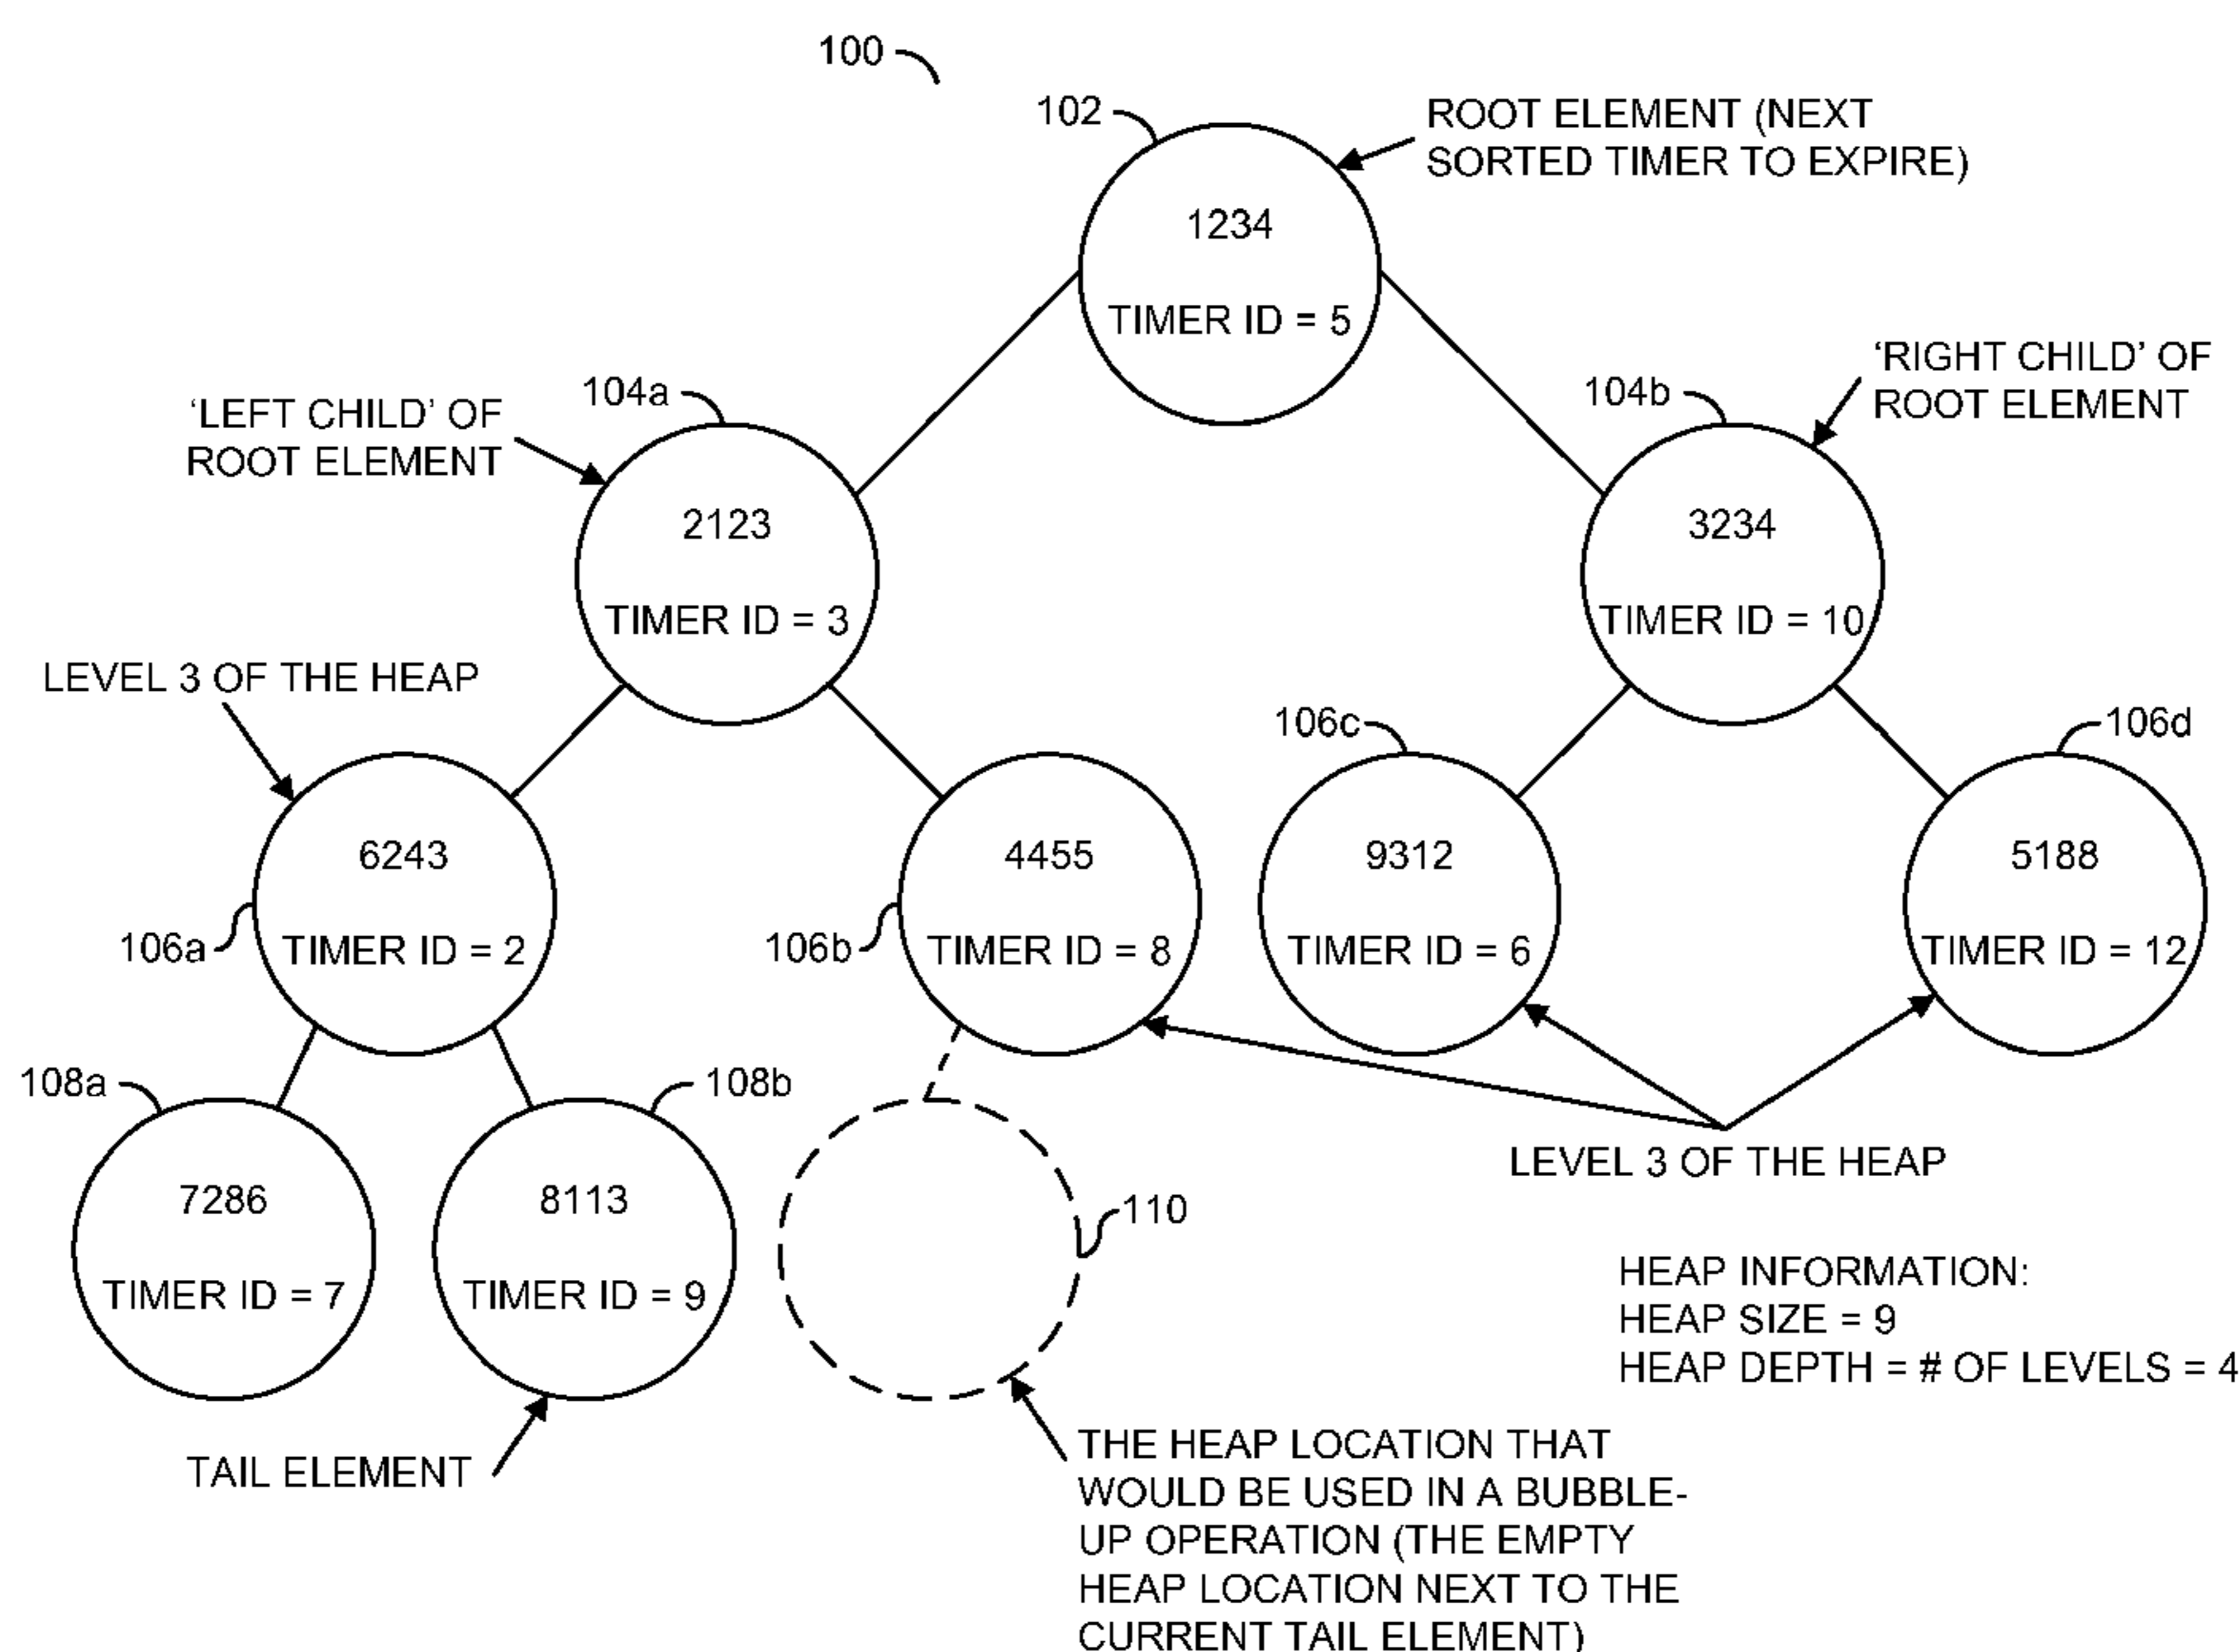 100
102
ROOT ELEMENT (NEXT
SORTED TIMER TO EXPIRE)
1234
TIMER ID = 5
'LEFT CHILD' OF
ROOT ELEMENT
104a
2123
TIMER ID = 3
'RIGHT CHILD' OF
ROOT ELEMENT
104b
3234
TIMER ID = 10
LEVEL 3 OF THE HEAP
106a
6243
TIMER ID = 2
106b
4455
TIMER ID = 8
106c
9312
TIMER ID = 6
106d
5188
TIMER ID = 12
108a
7286
TIMER ID = 7
108b
8113
TIMER ID = 9
110
LEVEL 3 OF THE HEAP
HEAP INFORMATION:
HEAP SIZE = 9
HEAP DEPTH = # OF LEVELS = 4
TAIL ELEMENT
THE HEAP LOCATION THAT
WOULD BE USED IN A BUBBLE-
UP OPERATION (THE EMPTY
HEAP LOCATION NEXT TO THE
CURRENT TAIL ELEMENT)